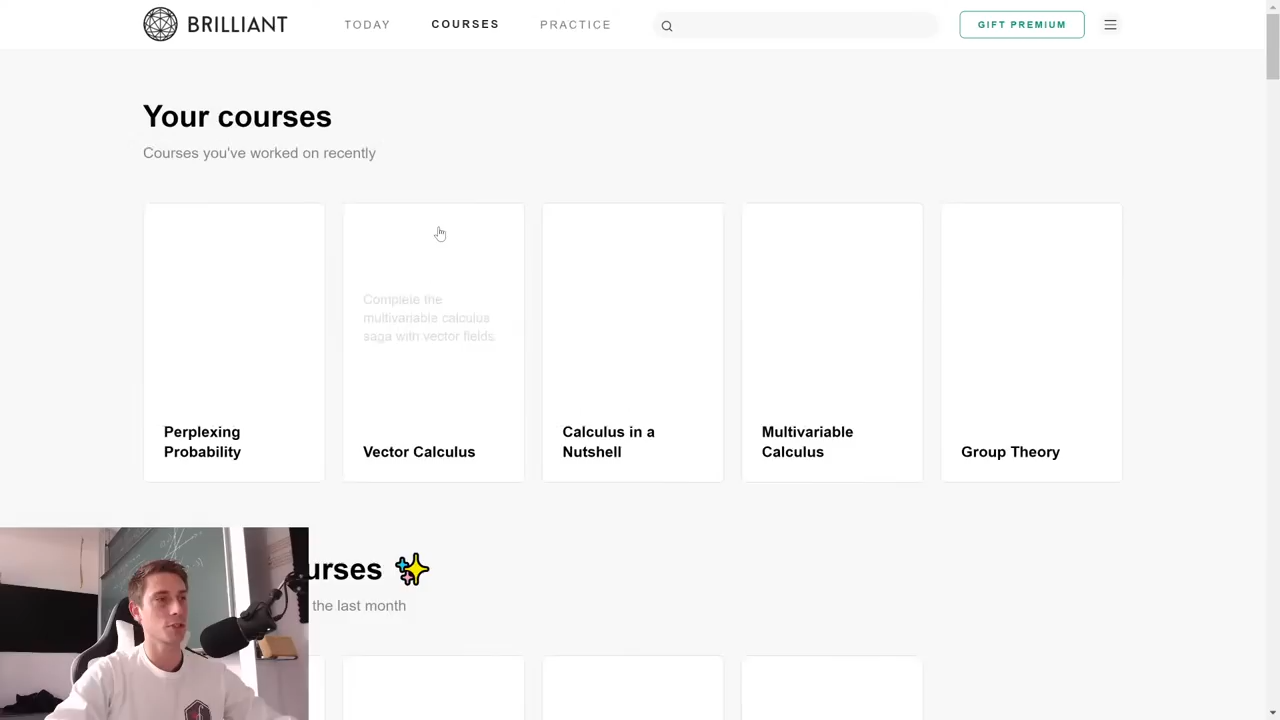 BRILLIANT
TODAY
COURSES
PRACTICE
GIFT PREMIUM
Your courses
Courses you've worked on recently
Complete the
multivariable calculus
saga with vector fields.
Perplexing
Probability
Vector Calculus
Calculus in a
Nutshell
Multivariable
Calculus
Group Theory
the last month